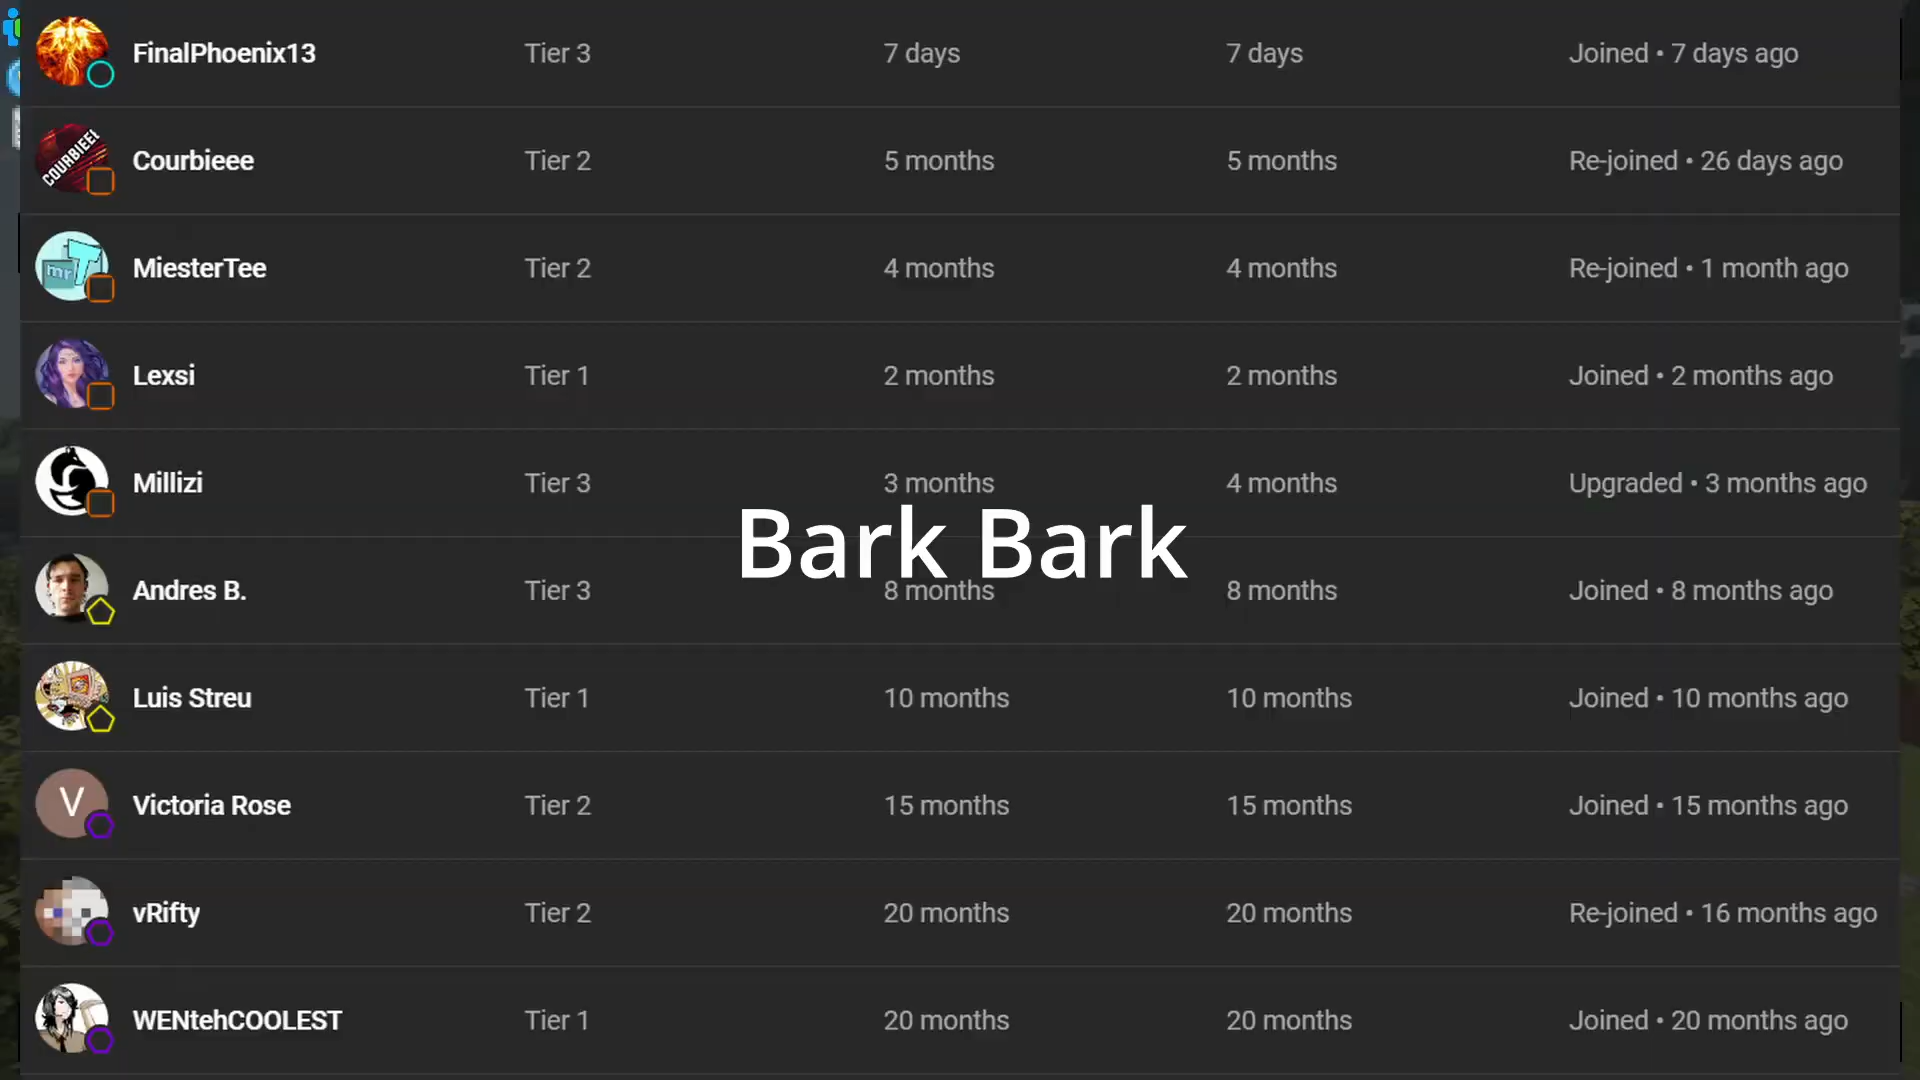 FinalPhoenix13 Tier 3 7 days 7 days Joined • 7 days ago
COURBIEEE
Courbieee Tier 2 5 months 5 months Re-joined • 26 days ago
mr T
MiesterTee Tier 2 4 months 4 months Re-joined • 1 month ago
Lexsi Tier 1 2 months 2 months Joined • 2 months ago
Millizi Tier 3 3 months 4 months Upgraded • 3 months ago
Bark Bark
Andres B. Tier 3 8 months 8 months Joined • 8 months ago
Luis Streu Tier 1 10 months 10 months Joined • 10 months ago
V
Victoria Rose Tier 2 15 months 15 months Joined • 15 months ago
vRifty Tier 2 20 months 20 months Re-joined • 16 months ago
WENtehCOOLEST Tier 1 20 months 20 months Joined • 20 months ago